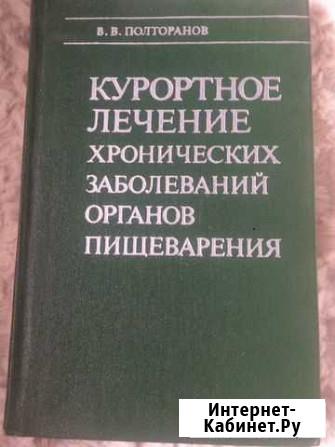 В. В. ПОЛТОРАНОВ
КУРОРТНОЕ
ЛЕЧЕНИЕ
ХРОНИЧЕСКИХ
ЗАБОЛЕВАНИЙ
ОРГАНОВ
ПИЩЕВАРЕНИЯ
Интернет-
Кабинет.Ру